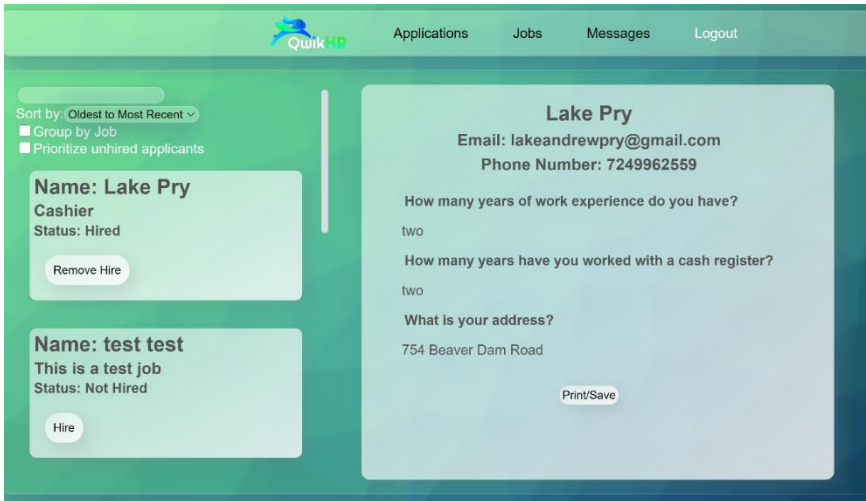 QwikHR
Applications
Jobs
Messages
Logout
Sort by: Oldest to Most Recent
Group by Job
Prioritize unhired applicants
Name: Lake Pry
Cashier
Status: Hired
Remove Hire
Name: test test
This is a test job
Status: Not Hired
Hire
Lake Pry
Email: lakeandrewpry@gmail.com
Phone Number: 7249962559
How many years of work experience do you have?
two
How many years have you worked with a cash register?
two
What is your address?
754 Beaver Dam Road
Print/Save